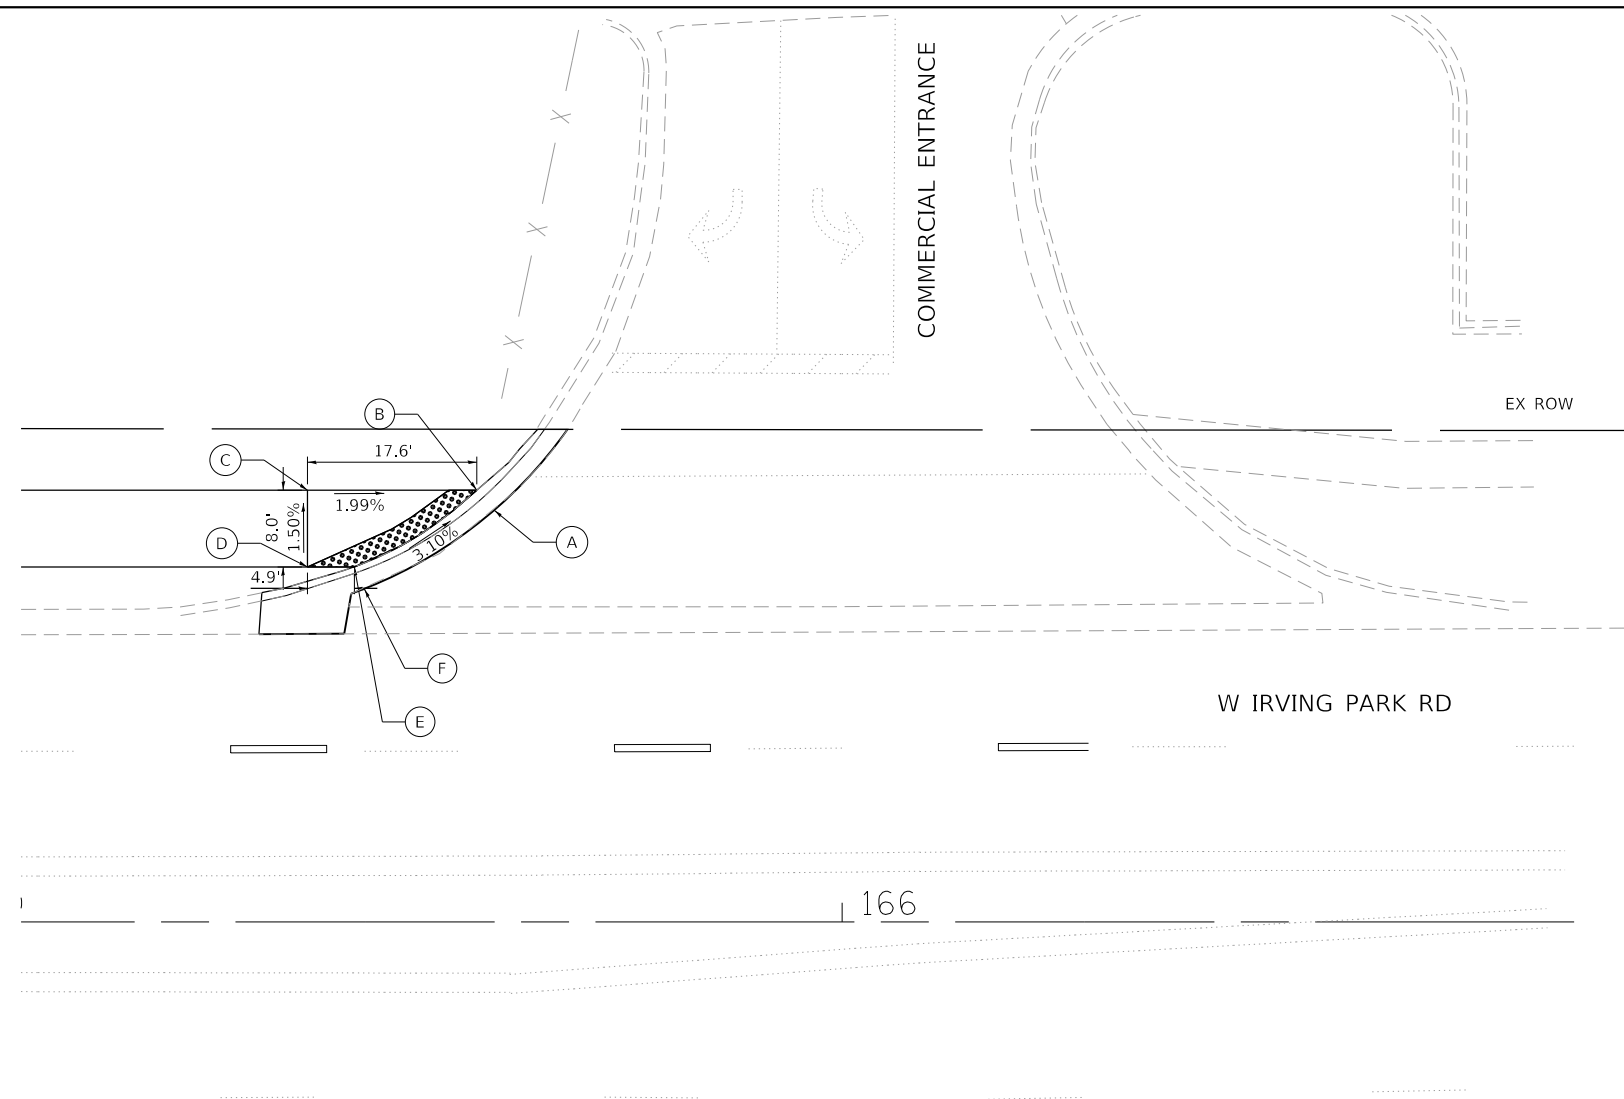 COMMERCIAL ENTRANCE
EX ROW
B
17.6'
C
1.99%
8.0'
1.50%
D
3.10%
A
4.9'
F
E
W IRVING PARK RD
166